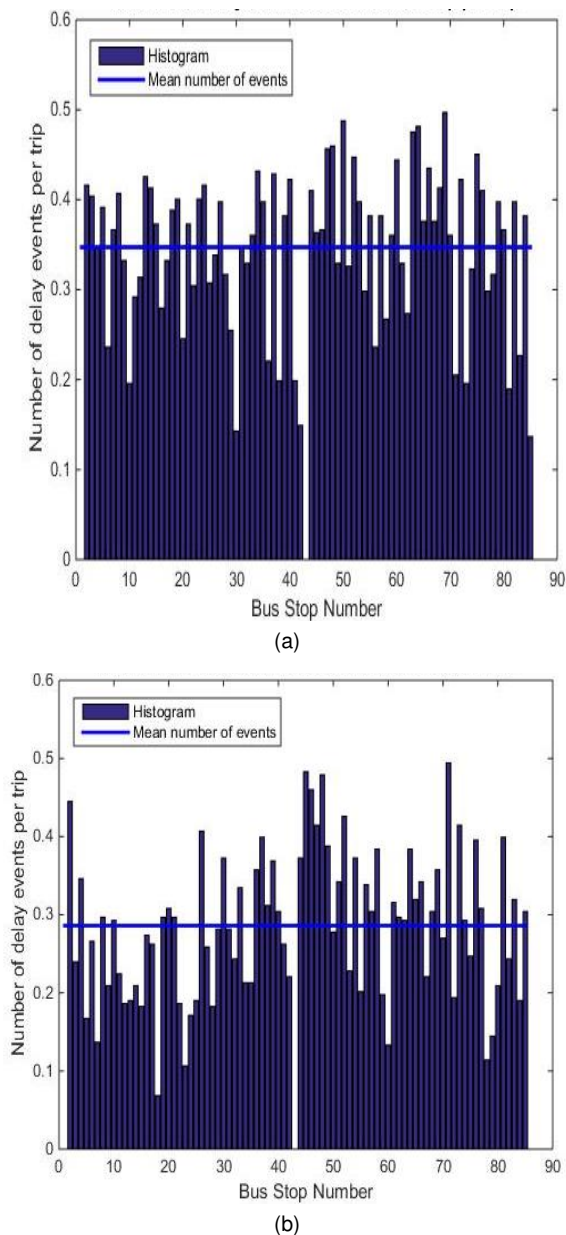 0.6
Histogram
Mean number of events
0.5
0.4
0.3
0.2
0.1
0
Number of delay events per trip
0 10 20 30 40 50 60 70 80 90
Bus Stop Number
(a)
0.6
Histogram
Mean number of events
0.5
0.4
0.3
0.2
0.1
0
Number of delay events per trip
0 10 20 30 40 50 60 70 80 90
Bus Stop Number
(b)